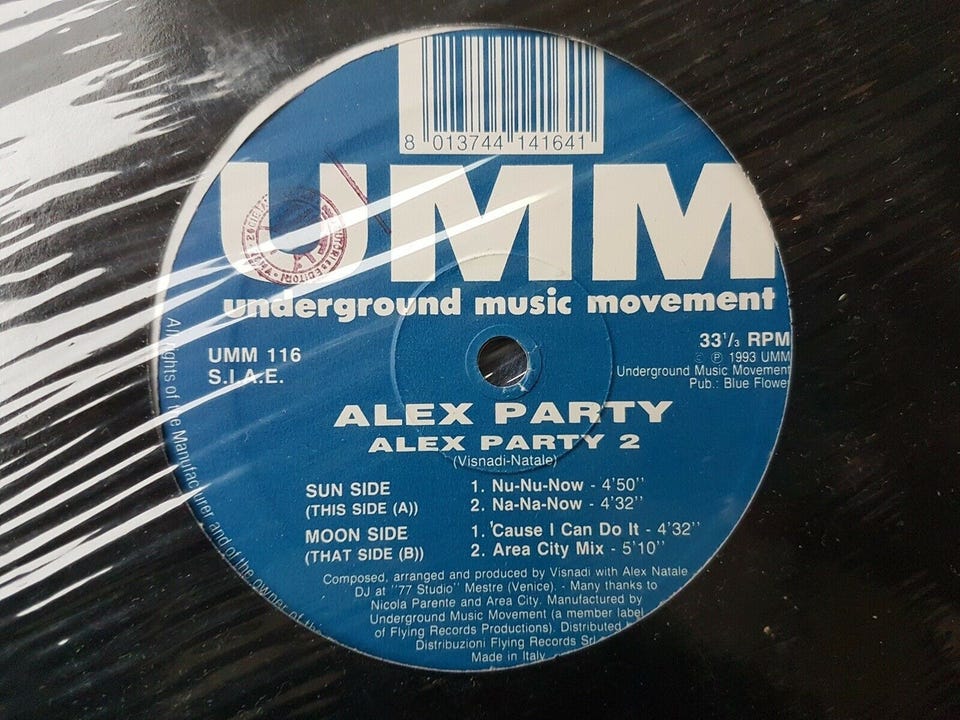 8 013744 141641
UMM
underground music movement
UMM 116
S.I.A.E.
33 1/3 RPM
© ℗ 1993 UMM
Underground Music Movement
Pub.: Blue Flower
ALEX PARTY
ALEX PARTY 2
(Visnadi-Natale)
SUN SIDE
(THIS SIDE (A))
1. Nu-Nu-Now - 4'50''
2. Na-Na-Now - 4'32''
MOON SIDE
(THAT SIDE (B))
1. 'Cause I Can Do It - 4'32''
2. Area City Mix - 5'10''
Composed, arranged and produced by Visnadi with Alex Natale
DJ at "77 Studio" Mestre (Venice). - Many thanks to
Nicola Parente and Area City. Manufactured by
Underground Music Movement (a member label
of Flying Records Productions). Distributed by
Distribuzioni Flying Records Srl
Made in Italy
All rights of the Manufacturer and of the owner of the